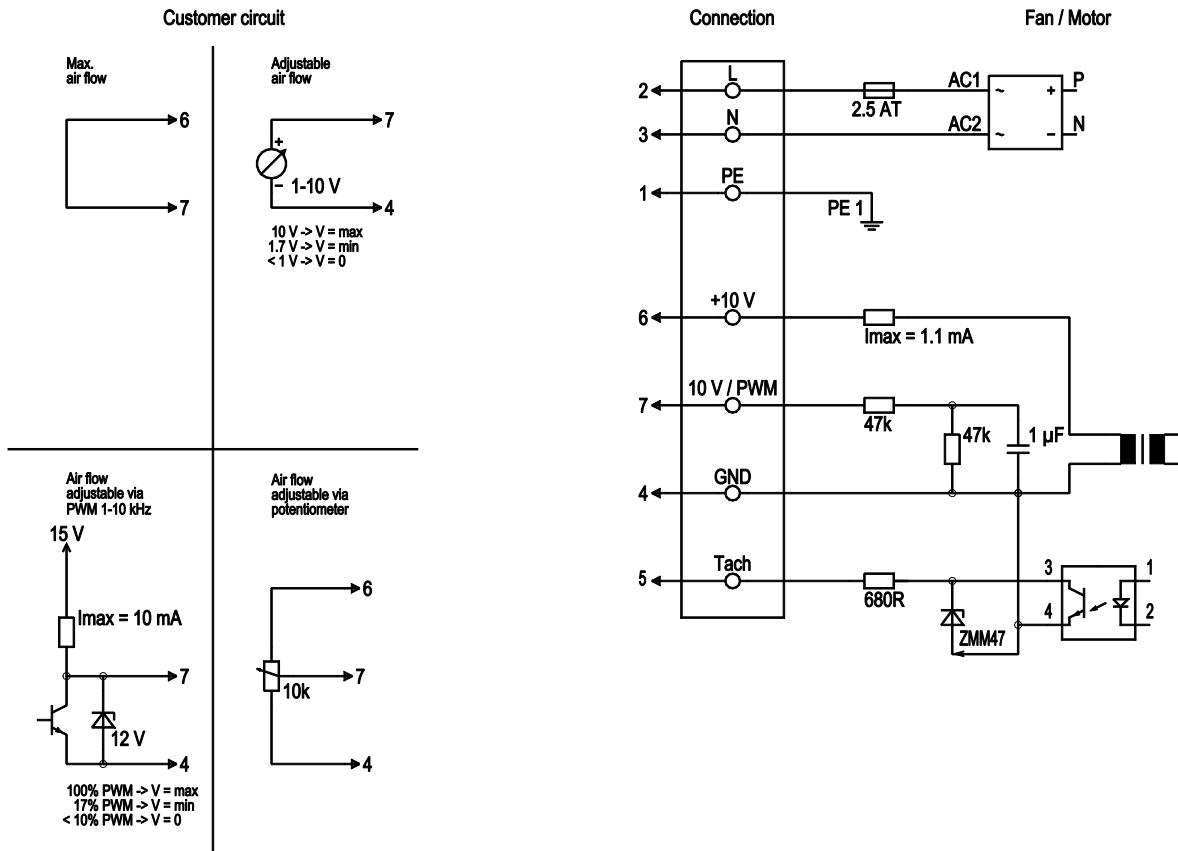 Customer circuit
Connection
Fan / Motor
Max.
air flow
6
7
Adjustable
air flow
7
+
–
1-10 V
4
10 V -> V = max
1.7 V -> V = min
< 1 V -> V = 0
Air flow
adjustable via
PWM 1-10 kHz
15 V
Imax = 10 mA
7
12 V
4
100% PWM -> V = max
17% PWM -> V = min
< 10% PWM -> V = 0
Air flow
adjustable via
potentiometer
6
7
10k
4
2
L
2.5 AT
AC1
~
+
P
3
N
AC2
~
–
N
1
PE
PE 1
6
+10 V
Imax = 1.1 mA
7
10 V / PWM
47k
47k
1 µF
4
GND
5
Tach
680R
ZMM47
3
1
4
2